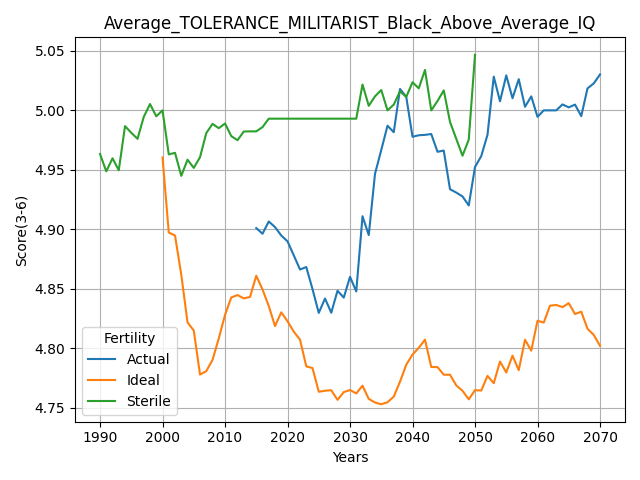 Average_TOLERANCE_MILITARIST_Black_Above_Average_IQ
Score(3-6)
5.05
5.00
4.95
4.90
4.85
4.80
4.75
Fertility
Actual
Ideal
Sterile
1990 2000 2010 2020 2030 2040 2050 2060 2070
Years